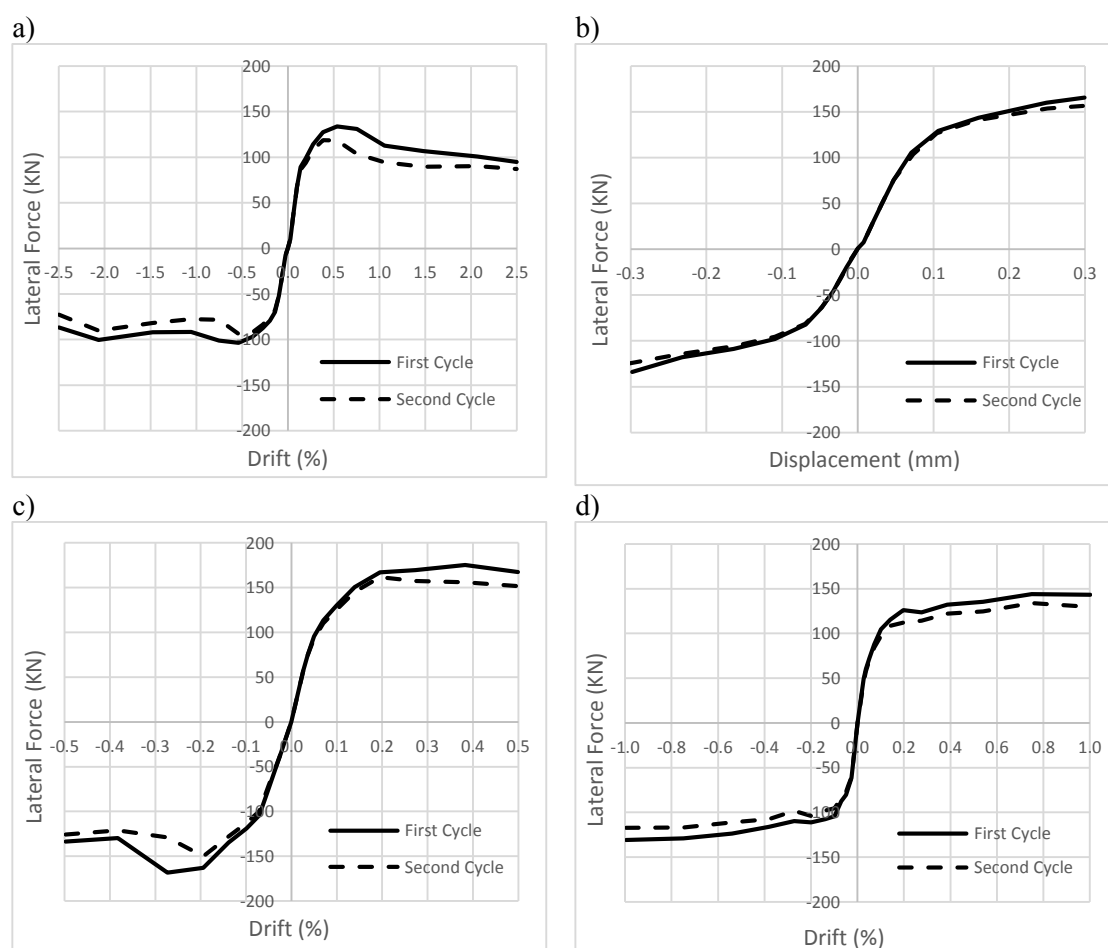 a)
200
150
100
50
0
-50
-100
-150
-200
-2.5 -2.0 -1.5 -1.0 -0.5 0.0 0.5 1.0 1.5 2.0 2.5
Lateral Force (KN)
Drift (%)
First Cycle
Second Cycle
b)
200
150
100
50
0
-50
-100
-150
-200
-0.3 -0.2 -0.1 0.0 0.1 0.2 0.3
Lateral Force (KN)
Displacement (mm)
First Cycle
Second Cycle
c)
200
150
100
50
0
-50
-100
-150
-200
-0.5 -0.4 -0.3 -0.2 -0.1 0.0 0.1 0.2 0.3 0.4 0.5
Lateral Force (KN)
Drift (%)
First Cycle
Second Cycle
d)
200
150
100
50
0
-50
-100
-150
-200
-1.0 -0.8 -0.6 -0.4 -0.2 0.0 0.2 0.4 0.6 0.8 1.0
Lateral Force (KN)
Drift (%)
First Cycle
Second Cycle